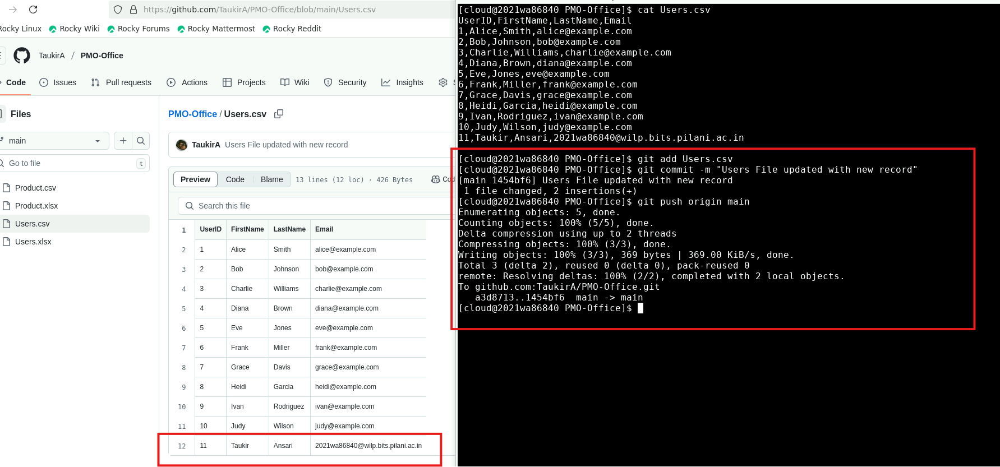 https://github.com/TaukirA/PMO-Office/blob/main/Users.csv
Rocky Linux Rocky Wiki Rocky Forums Rocky Mattermost Rocky Reddit
TaukirA / PMO-Office
Code Issues Pull requests Actions Projects Wiki Security Insights
Files
main
Go to file t
Product.csv
Product.xlsx
Users.csv
Users.xlsx
PMO-Office / Users.csv
TaukirA Users File updated with new record
Preview Code Blame 13 lines (12 loc) · 426 Bytes Cod
Search this file
1 UserID FirstName LastName Email
2 1 Alice Smith alice@example.com
3 2 Bob Johnson bob@example.com
4 3 Charlie Williams charlie@example.com
5 4 Diana Brown diana@example.com
6 5 Eve Jones eve@example.com
7 6 Frank Miller frank@example.com
8 7 Grace Davis grace@example.com
9 8 Heidi Garcia heidi@example.com
10 9 Ivan Rodriguez ivan@example.com
11 10 Judy Wilson judy@example.com
12 11 Taukir Ansari 2021wa86840@wilp.bits.pilani.ac.in
[cloud@2021wa86840 PMO-Office]$ cat Users.csv
UserID,FirstName,LastName,Email
1,Alice,Smith,alice@example.com
2,Bob,Johnson,bob@example.com
3,Charlie,Williams,charlie@example.com
4,Diana,Brown,diana@example.com
5,Eve,Jones,eve@example.com
6,Frank,Miller,frank@example.com
7,Grace,Davis,grace@example.com
8,Heidi,Garcia,heidi@example.com
9,Ivan,Rodriguez,ivan@example.com
10,Judy,Wilson,judy@example.com
11,Taukir,Ansari,2021wa86840@wilp.bits.pilani.ac.in
[cloud@2021wa86840 PMO-Office]$ git add Users.csv
[cloud@2021wa86840 PMO-Office]$ git commit -m "Users File updated with new record"
[main 1454bf6] Users File updated with new record
1 file changed, 2 insertions(+)
[cloud@2021wa86840 PMO-Office]$ git push origin main
Enumerating objects: 5, done.
Counting objects: 100% (5/5), done.
Delta compression using up to 2 threads
Compressing objects: 100% (3/3), done.
Writing objects: 100% (3/3), 369 bytes | 369.00 KiB/s, done.
Total 3 (delta 2), reused 0 (delta 0), pack-reused 0
remote: Resolving deltas: 100% (2/2), completed with 2 local objects.
To github.com:TaukirA/PMO-Office.git
a3d8713..1454bf6 main -> main
[cloud@2021wa86840 PMO-Office]$